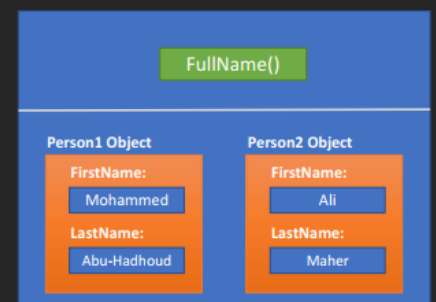 FullName()
Person1 Object
FirstName:
Mohammed
LastName:
Abu-Hadhoud
Person2 Object
FirstName:
Ali
LastName:
Maher